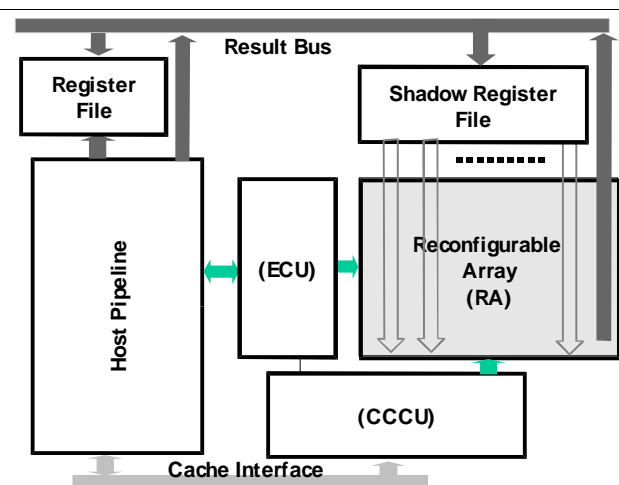 Result Bus
Register
File
Shadow Register
File
Host Pipeline
(ECU)
Reconfigurable
Array
(RA)
(CCCU)
Cache Interface